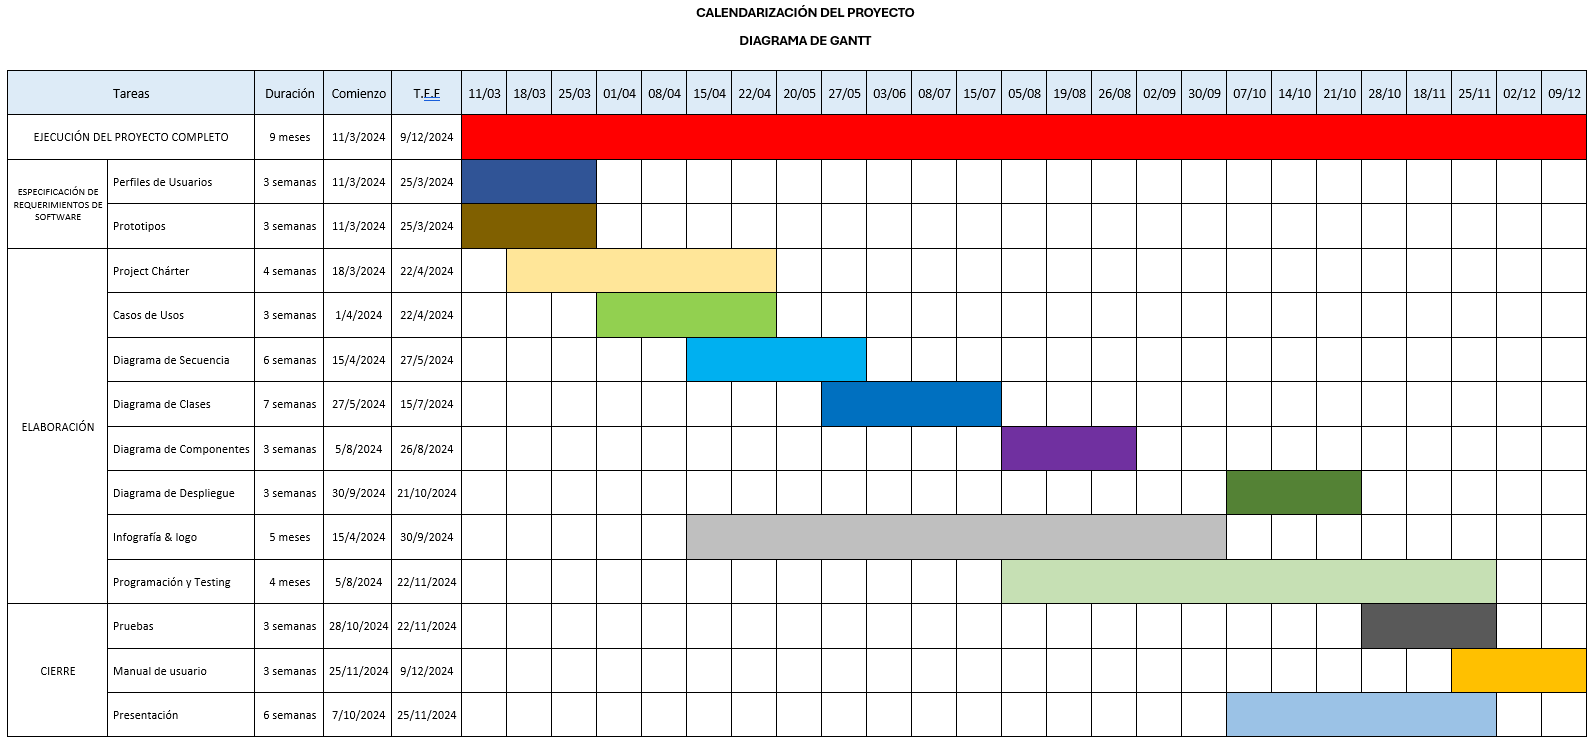 CALENDARIZACIÓN DEL PROYECTO
DIAGRAMA DE GANTT
Tareas Duración Comienzo T.F.F 11/03 18/03 25/03 01/04 08/04 15/04 22/04 20/05 27/05 03/06 08/07 15/07 05/08 19/08 26/08 02/09 30/09 07/10 14/10 21/10 28/10 18/11 25/11 02/12 09/12
EJECUCIÓN DEL PROYECTO COMPLETO 9 meses 11/3/2024 9/12/2024
ESPECIFICACIÓN DE
REQUERIMIENTOS DE
SOFTWARE
Perfiles de Usuarios 3 semanas 11/3/2024 25/3/2024
Prototipos 3 semanas 11/3/2024 25/3/2024
ELABORACIÓN
Project Chárter 4 semanas 18/3/2024 22/4/2024
Casos de Usos 3 semanas 1/4/2024 22/4/2024
Diagrama de Secuencia 6 semanas 15/4/2024 27/5/2024
Diagrama de Clases 7 semanas 27/5/2024 15/7/2024
Diagrama de Componentes 3 semanas 5/8/2024 26/8/2024
Diagrama de Despliegue 3 semanas 30/9/2024 21/10/2024
Infografía & logo 5 meses 15/4/2024 30/9/2024
Programación y Testing 4 meses 5/8/2024 22/11/2024
CIERRE
Pruebas 3 semanas 28/10/2024 22/11/2024
Manual de usuario 3 semanas 25/11/2024 9/12/2024
Presentación 6 semanas 7/10/2024 25/11/2024